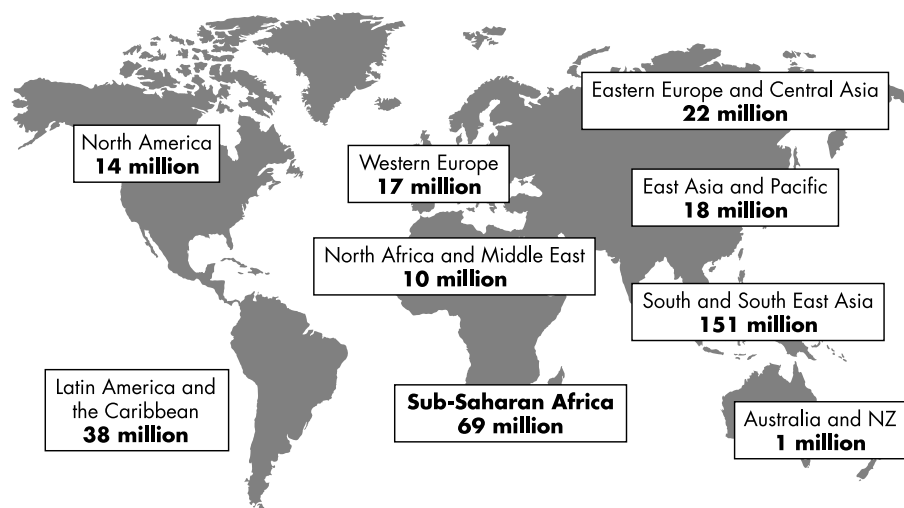 Eastern Europe and Central Asia
22 million
North America
14 million
Western Europe
17 million
East Asia and Pacific
18 million
North Africa and Middle East
10 million
South and South East Asia
151 million
Latin America and
the Caribbean
38 million
Sub-Saharan Africa
69 million
Australia and NZ
1 million